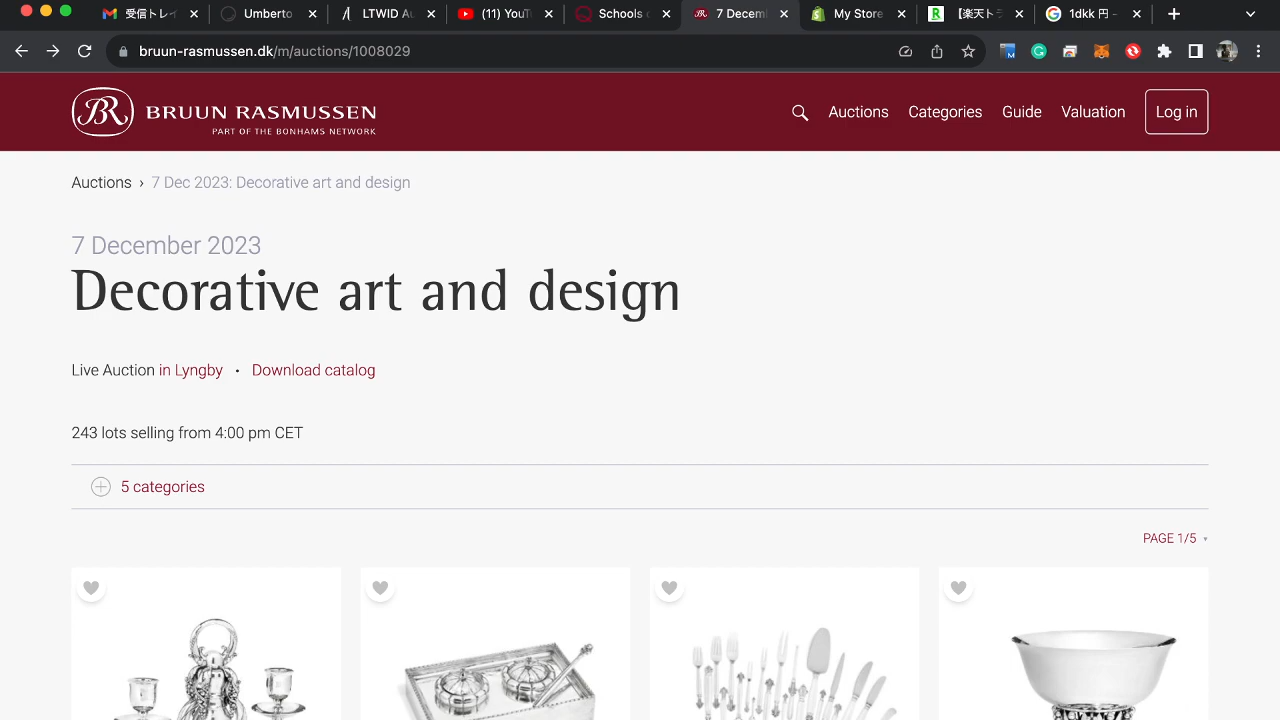 受信トレイ
Umberto
LTWID Au
(11) YouTu
Schools o
7 Decem
My Store
【楽天トラ
1dkk 円 -
bruun-rasmussen.dk/m/auctions/1008029
BR BRUUN RASMUSSEN
PART OF THE BONHAMS NETWORK
Auctions
Categories
Guide
Valuation
Log in
Auctions › 7 Dec 2023: Decorative art and design
7 December 2023
Decorative art and design
Live Auction in Lyngby • Download catalog
243 lots selling from 4:00 pm CET
5 categories
PAGE 1/5